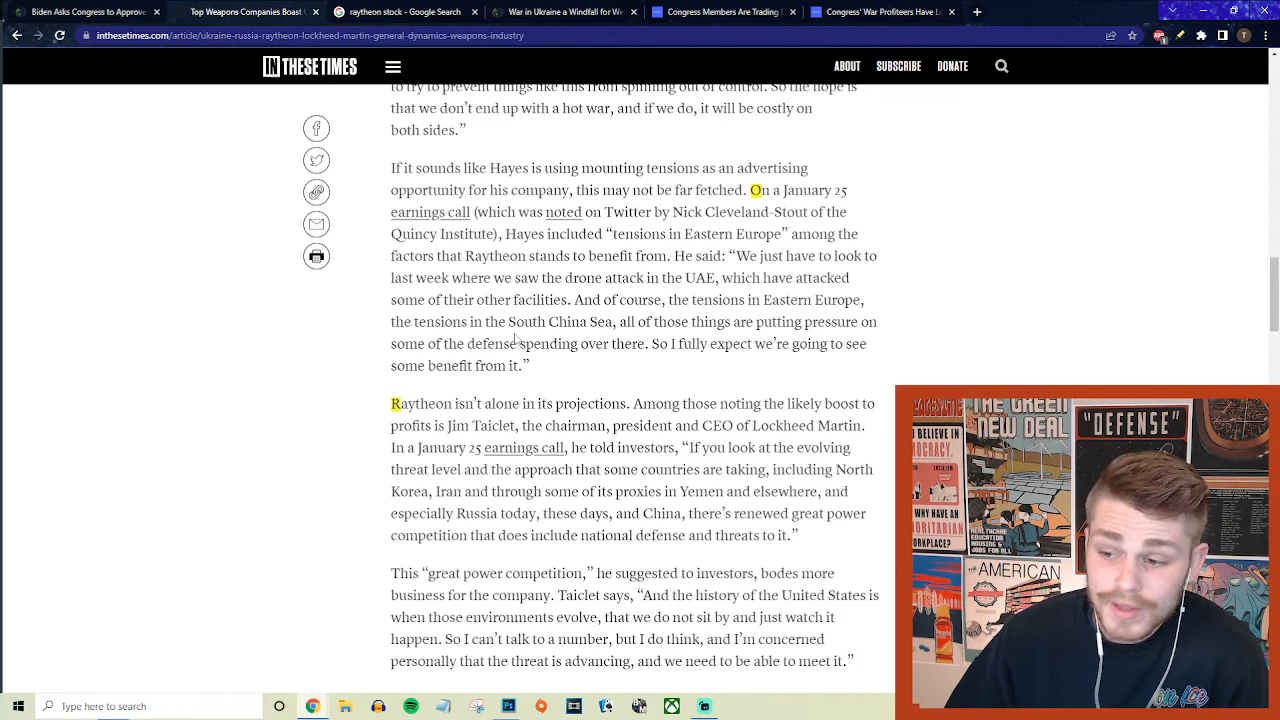 Biden Asks Congress to Approve
Top Weapons Companies Boast
raytheon stock - Google Search
War in Ukraine a Windfall for We
Congress Members Are Trading
Congress' War Profiteers Have L
inthesetimes.com/article/ukraine-russia-raytheon-lockheed-martin-general-dynamics-weapons-industry
IN THESE TIMES
ABOUT
SUBSCRIBE
DONATE
to try to prevent things like this from spinning out of control. So the hope is
that we don't end up with a hot war, and if we do, it will be costly on
both sides.”
If it sounds like Hayes is using mounting tensions as an advertising
opportunity for his company, this may not be far fetched. On a January 25
earnings call (which was noted on Twitter by Nick Cleveland-Stout of the
Quincy Institute), Hayes included “tensions in Eastern Europe” among the
factors that Raytheon stands to benefit from. He said: “We just have to look to
last week where we saw the drone attack in the UAE, which have attacked
some of their other facilities. And of course, the tensions in Eastern Europe,
the tensions in the South China Sea, all of those things are putting pressure on
some of the defense spending over there. So I fully expect we're going to see
some benefit from it.”
Raytheon isn't alone in its projections. Among those noting the likely boost to
profits is Jim Taiclet, the chairman, president and CEO of Lockheed Martin.
In a January 25 earnings call, he told investors, “If you look at the evolving
threat level and the approach that some countries are taking, including North
Korea, Iran and through some of its proxies in Yemen and elsewhere, and
especially Russia today, these days, and China, there's renewed great power
competition that does include national defense and threats to it.”
This “great power competition,” he suggested to investors, bodes more
business for the company. Taiclet says, “And the history of the United States is
when those environments evolve, that we do not sit by and just watch it
happen. So I can't talk to a number, but I do think, and I'm concerned
personally that the threat is advancing, and we need to be able to meet it.”
THE GREEN
NEW DEAL
"DEFENSE"
HEALTHCARE
EDUCATION
HOUSING &
JOBS FOR ALL
WHY HAVE AN
WORKPLACE?
THE AMERICAN
on Ice
Type here to search